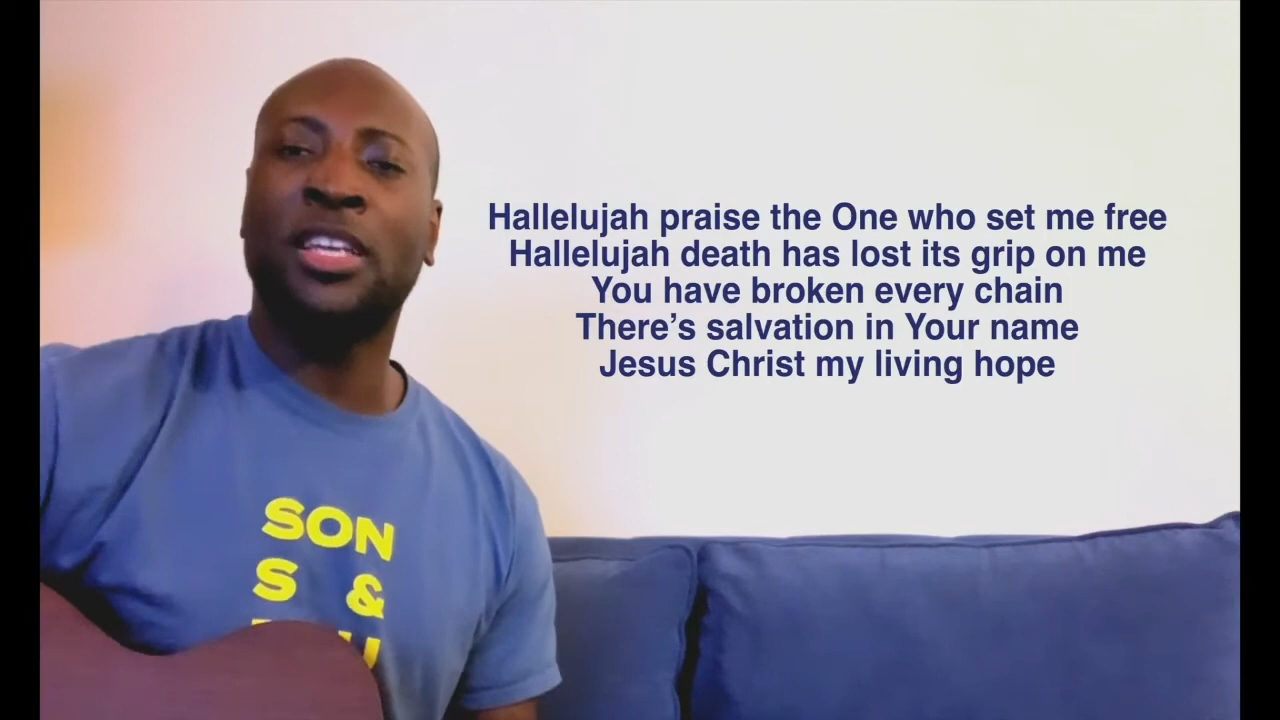 Hallelujah praise the One who set me free
Hallelujah death has lost its grip on me
You have broken every chain
There’s salvation in Your name
Jesus Christ my living hope
SON
S &